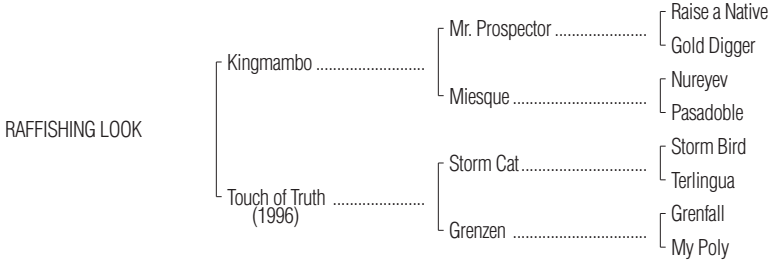 Raise a Native
Mr. Prospector ......................
Gold Digger
Kingmambo ..........................
Nureyev
Miesque ................................
Pasadoble
RAFFISHING LOOK
Storm Bird
Storm Cat..............................
Terlingua
Touch of Truth ......................
(1996)
Grenfall
Grenzen ................................
My Poly